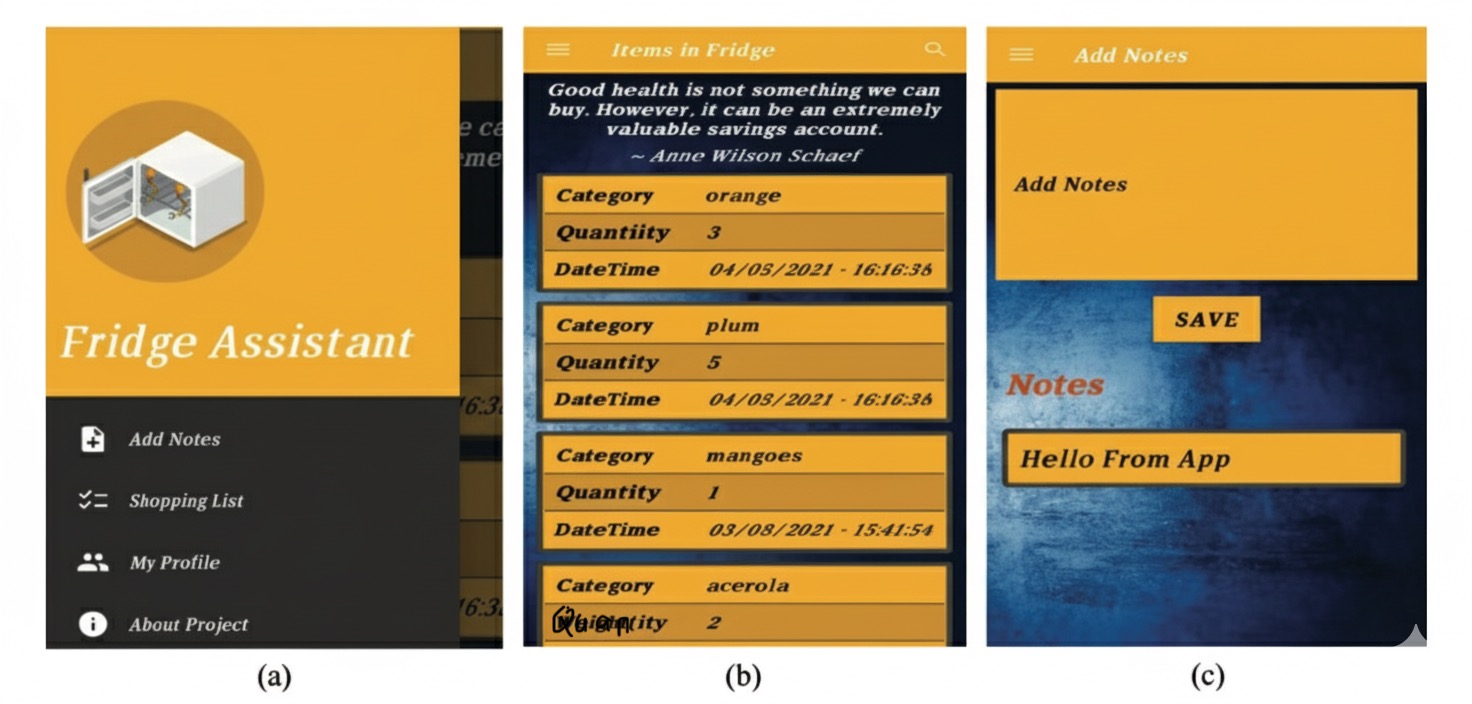 Fridge Assistant
Add Notes
Shopping List
My Profile
About Project
e ca
eme
16:3
16:3
(a)
Items in Fridge
Good health is not something we can
buy. However, it can be an extremely
valuable savings account.
~ Anne Wilson Schaef
Category orange
Quantiity 3
DateTime 04/05/2021 - 16:16:38
Category plum
Quantity 5
DateTime 04/05/2021 - 16:16:38
Category mangoes
Quantity 1
DateTime 03/08/2021 - 15:41:54
Category acerola
2
(b)
Add Notes
Add Notes
SAVE
Notes
Hello From App
(c)